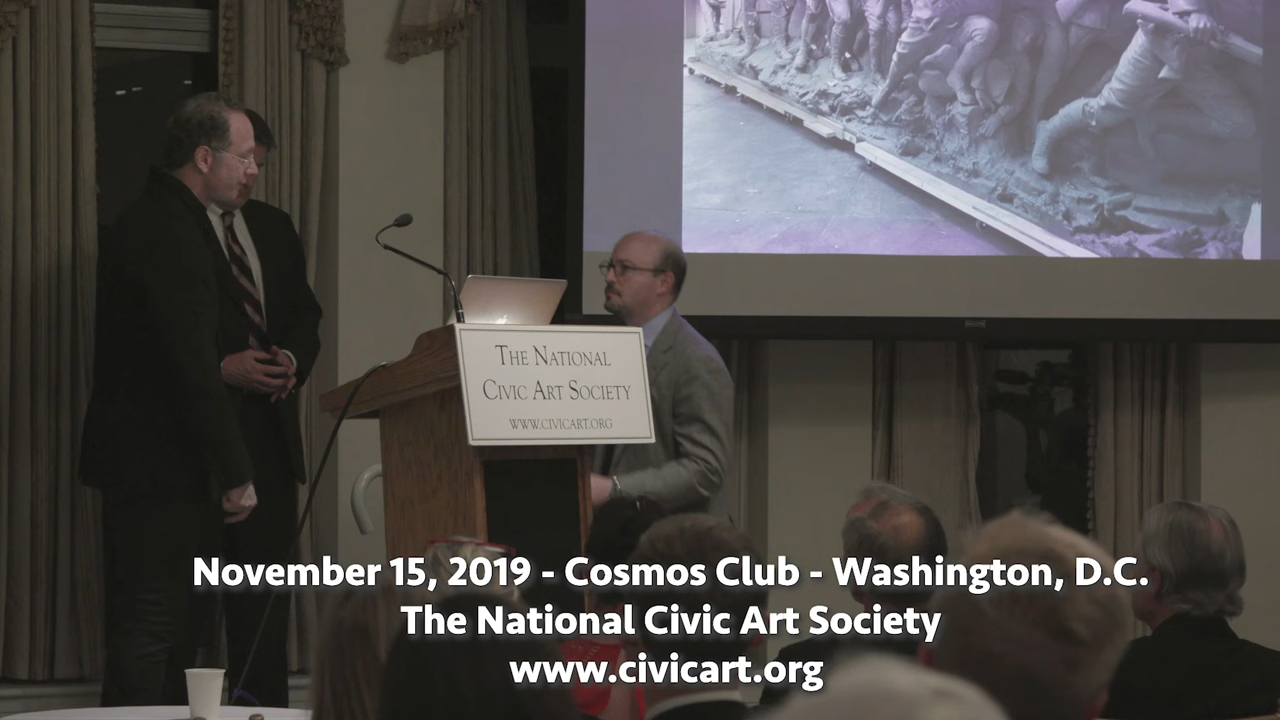 THE NATIONAL
CIVIC ART SOCIETY
WWW.CIVICART.ORG
November 15, 2019 - Cosmos Club - Washington, D.C.
The National Civic Art Society
www.civicart.org